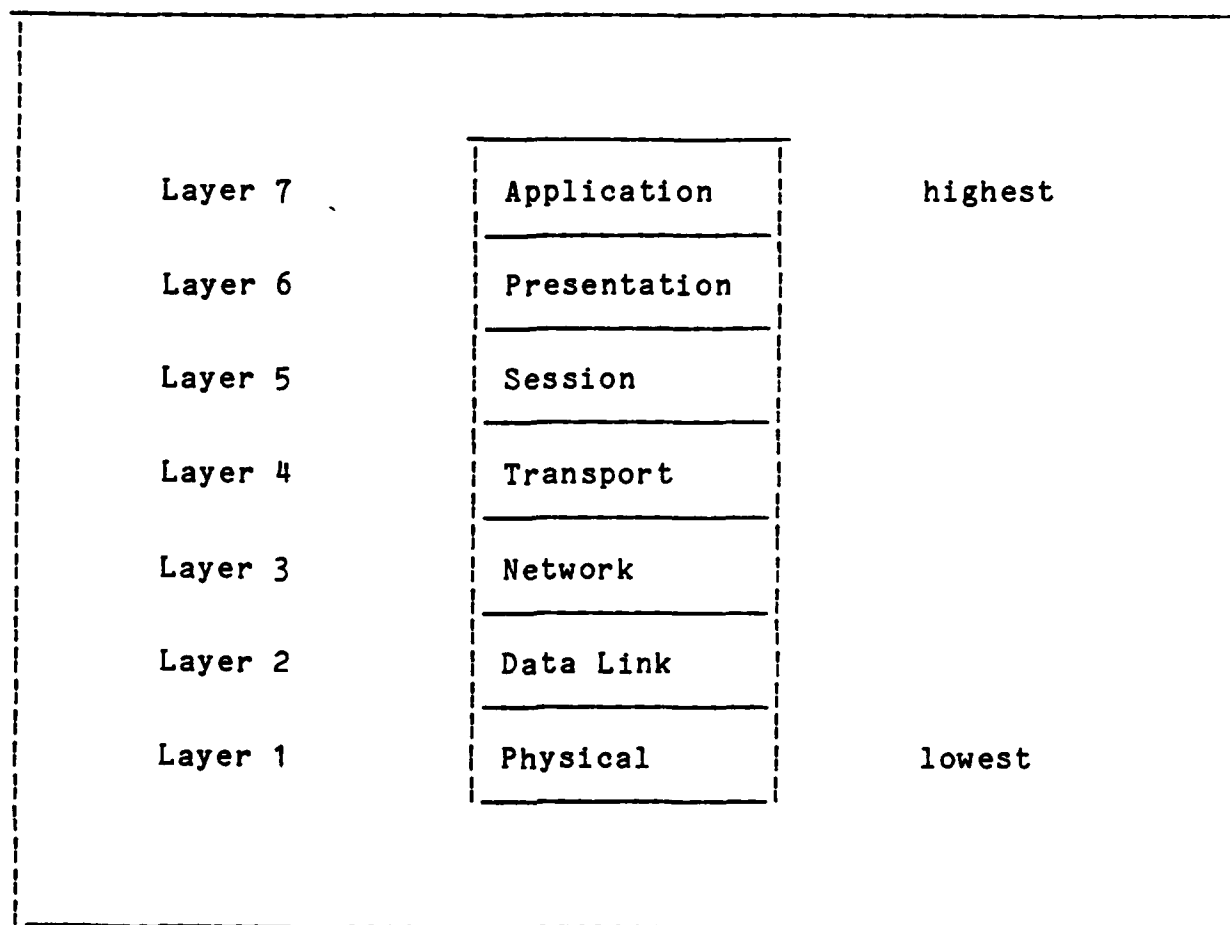 Layer 7 Application highest
Layer 6 Presentation
Layer 5 Session
Layer 4 Transport
Layer 3 Network
Layer 2 Data Link
Layer 1 Physical lowest